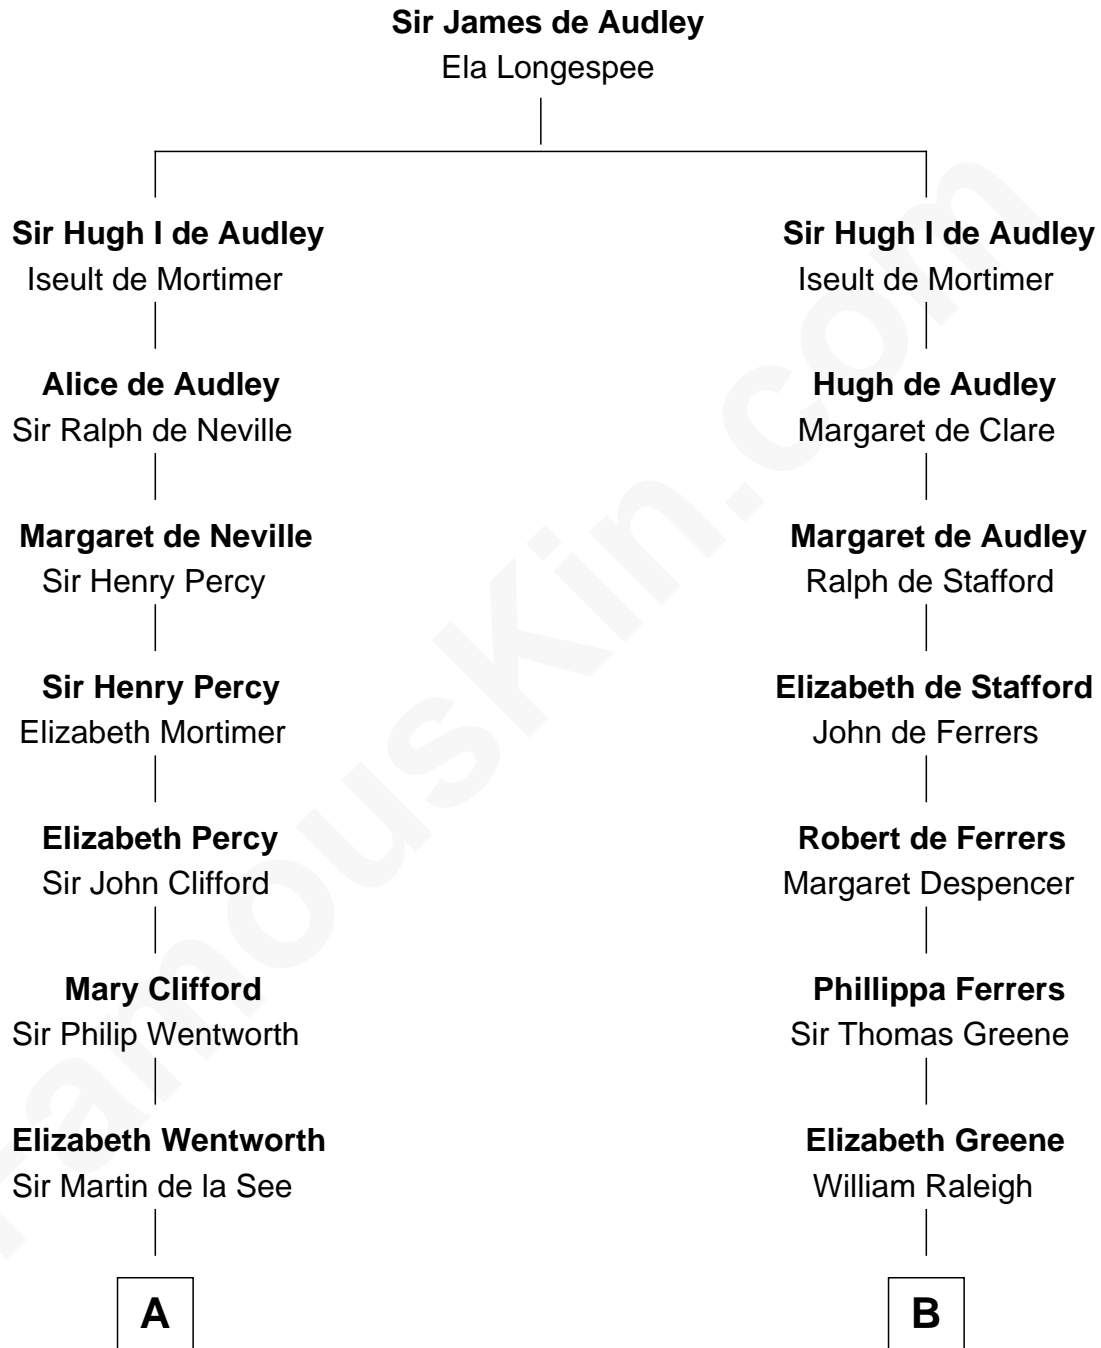 Sir James de Audley
Ela Longespee
Sir Hugh I de Audley
Iseult de Mortimer
Sir Hugh I de Audley
Iseult de Mortimer
Alice de Audley
Sir Ralph de Neville
Hugh de Audley
Margaret de Clare
Margaret de Neville
Sir Henry Percy
Margaret de Audley
Ralph de Stafford
Sir Henry Percy
Elizabeth Mortimer
Elizabeth de Stafford
John de Ferrers
Elizabeth Percy
Sir John Clifford
Robert de Ferrers
Margaret Despencer
Mary Clifford
Sir Philip Wentworth
Phillippa Ferrers
Sir Thomas Greene
Elizabeth Wentworth
Sir Martin de la See
Elizabeth Greene
William Raleigh
A
B
FamousKin.com